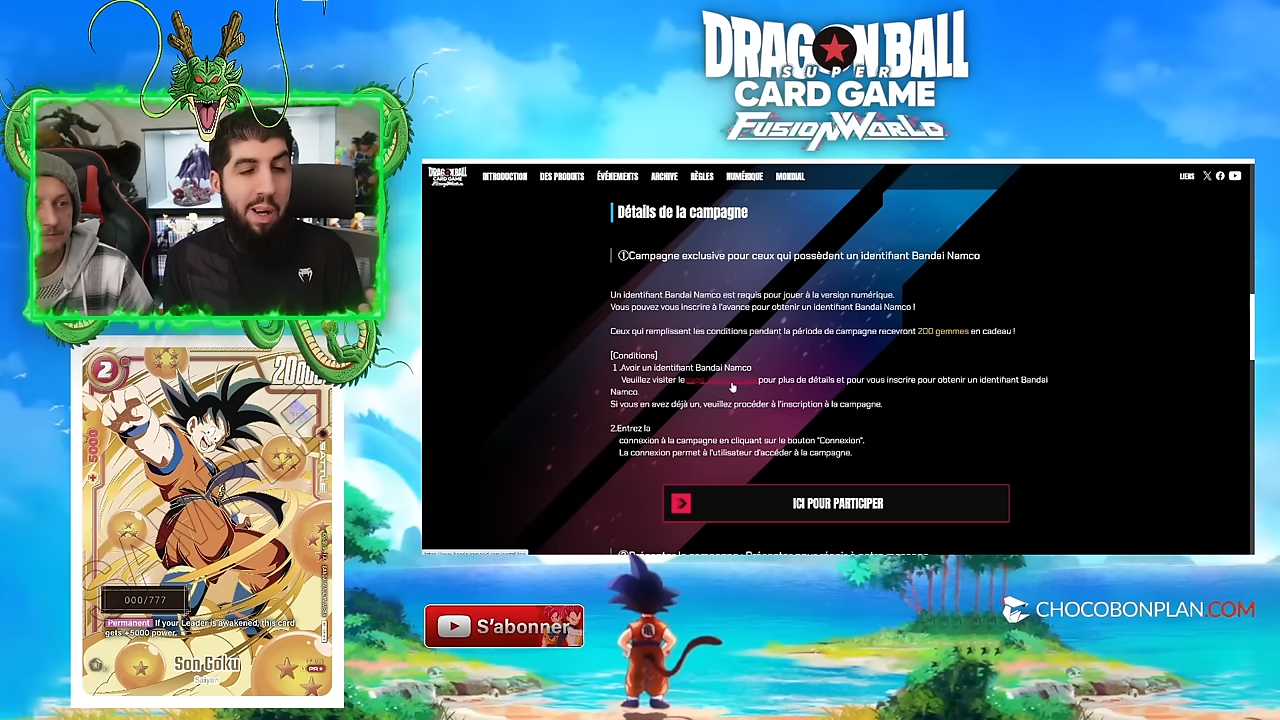 DRAGON BALL
SUPER
CARD GAME
FUSION WORLD
INTRODUCTION DES PRODUITS ÉVÉNEMENTS ARCHIVE RÈGLES NUMÉRIQUE MONDIAL
LIENS
Détails de la campagne
①Campagne exclusive pour ceux qui possèdent un identifiant Bandai Namco
Un identifiant Bandai Namco est requis pour jouer à la version numérique.
Vous pouvez vous inscrire à l'avance pour obtenir un identifiant Bandai Namco !
Ceux qui remplissent les conditions pendant la période de campagne recevront 200 gemmes en cadeau !
[Conditions]
1 .Avoir un identifiant Bandai Namco
Veuillez visiter le pour plus de détails et pour vous inscrire pour obtenir un identifiant Bandai
Namco.
Si vous en avez déjà un, veuillez procéder à l'inscription à la campagne.
2.Entrez la
connexion à la campagne en cliquant sur le bouton "Connexion".
La connexion permet à l'utilisateur d'accéder à la campagne.
ICI POUR PARTICIPER
2
20000
+5000
000/777
Permanent If your Leader is awakened, this card
gets +5000 power.
Son Goku
Saiyan
PR★
S'abonner
CHOCOBONPLAN.COM